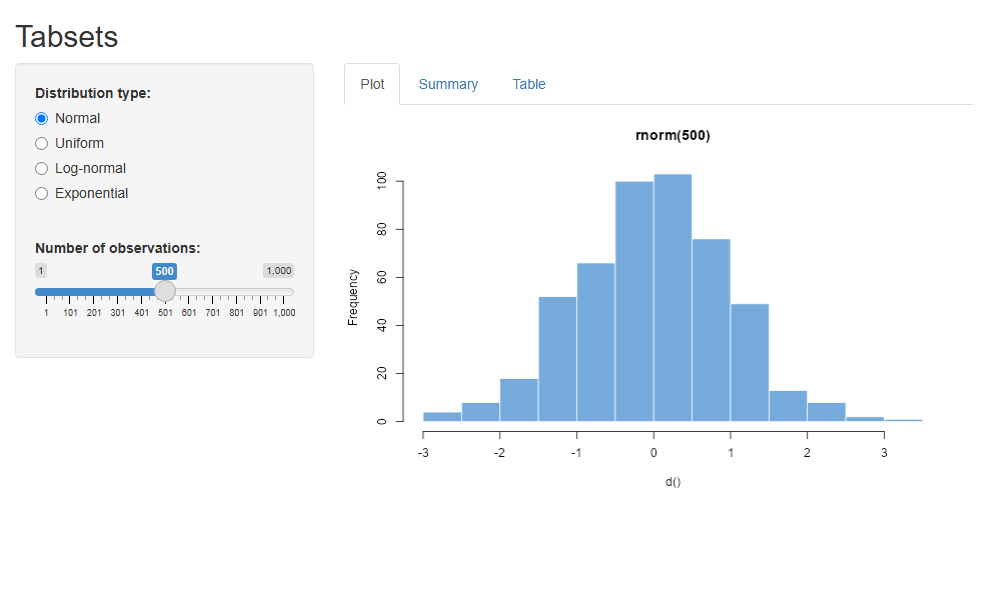 Tabsets
Distribution type:
Normal
Uniform
Log-normal
Exponential
Number of observations:
1 500 1,000
1 101 201 301 401 501 601 701 801 901 1,000
Plot Summary Table
rnorm(500)
Frequency
100
80
60
40
20
0
-3 -2 -1 0 1 2 3
d()